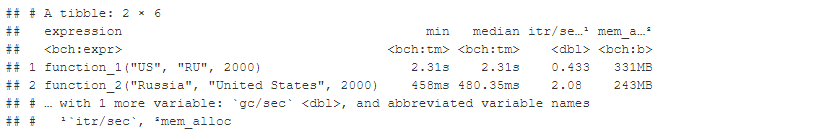 ## # A tibble: 2 × 6
##   expression                                 min   median itr/se…¹ mem_a…²
##   <bch:expr>                            <bch:tm> <bch:tm>    <dbl> <bch:b>
## 1 function_1("US", "RU", 2000)             2.31s    2.31s    0.433   331MB
## 2 function_2("Russia", "United States", 2000)    458ms 480.35ms    2.08    243MB
## # … with 1 more variable: `gc/sec` <dbl>, and abbreviated variable names
## #   ¹​`itr/sec`, ²​mem_alloc